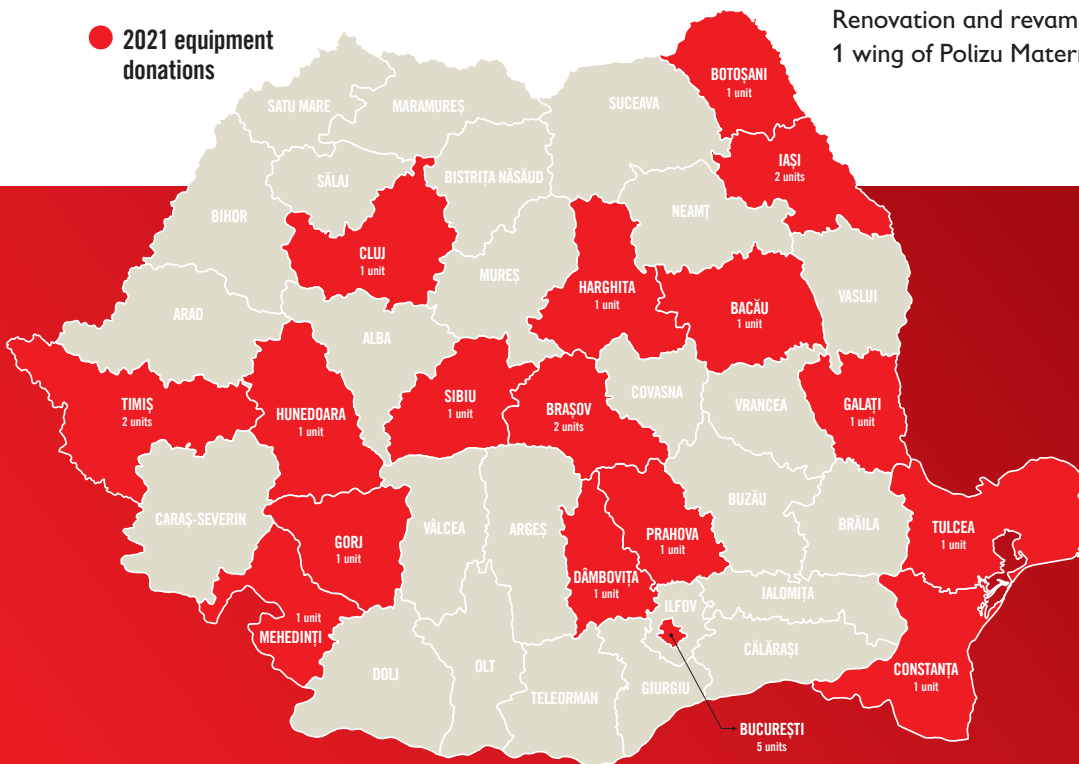 2021 equipment
donations
Renovation and revam
1 wing of Polizu Matern
BOTOȘANI
1 unit
SATU MARE
MARAMUREȘ
SUCEAVA
IAȘI
2 units
SĂLAJ
BISTRIȚA NĂSĂUD
BIHOR
NEAMȚ
CLUJ
1 unit
MUREȘ
HARGHITA
1 unit
BACĂU
1 unit
VASLUI
ARAD
ALBA
TIMIȘ
2 units
HUNEDOARA
1 unit
SIBIU
1 unit
BRAȘOV
2 units
COVASNA
VRANCEA
GALAȚI
1 unit
CARAȘ-SEVERIN
GORJ
1 unit
VÂLCEA
ARGEȘ
PRAHOVA
1 unit
BUZĂU
BRĂILA
TULCEA
1 unit
DÂMBOVIȚA
1 unit
ILFOV
IALOMIȚA
1 unit
MEHEDINȚI
DOLJ
OLT
TELEORMAN
GIURGIU
CĂLĂRAȘI
CONSTANȚA
1 unit
BUCUREȘTI
5 units